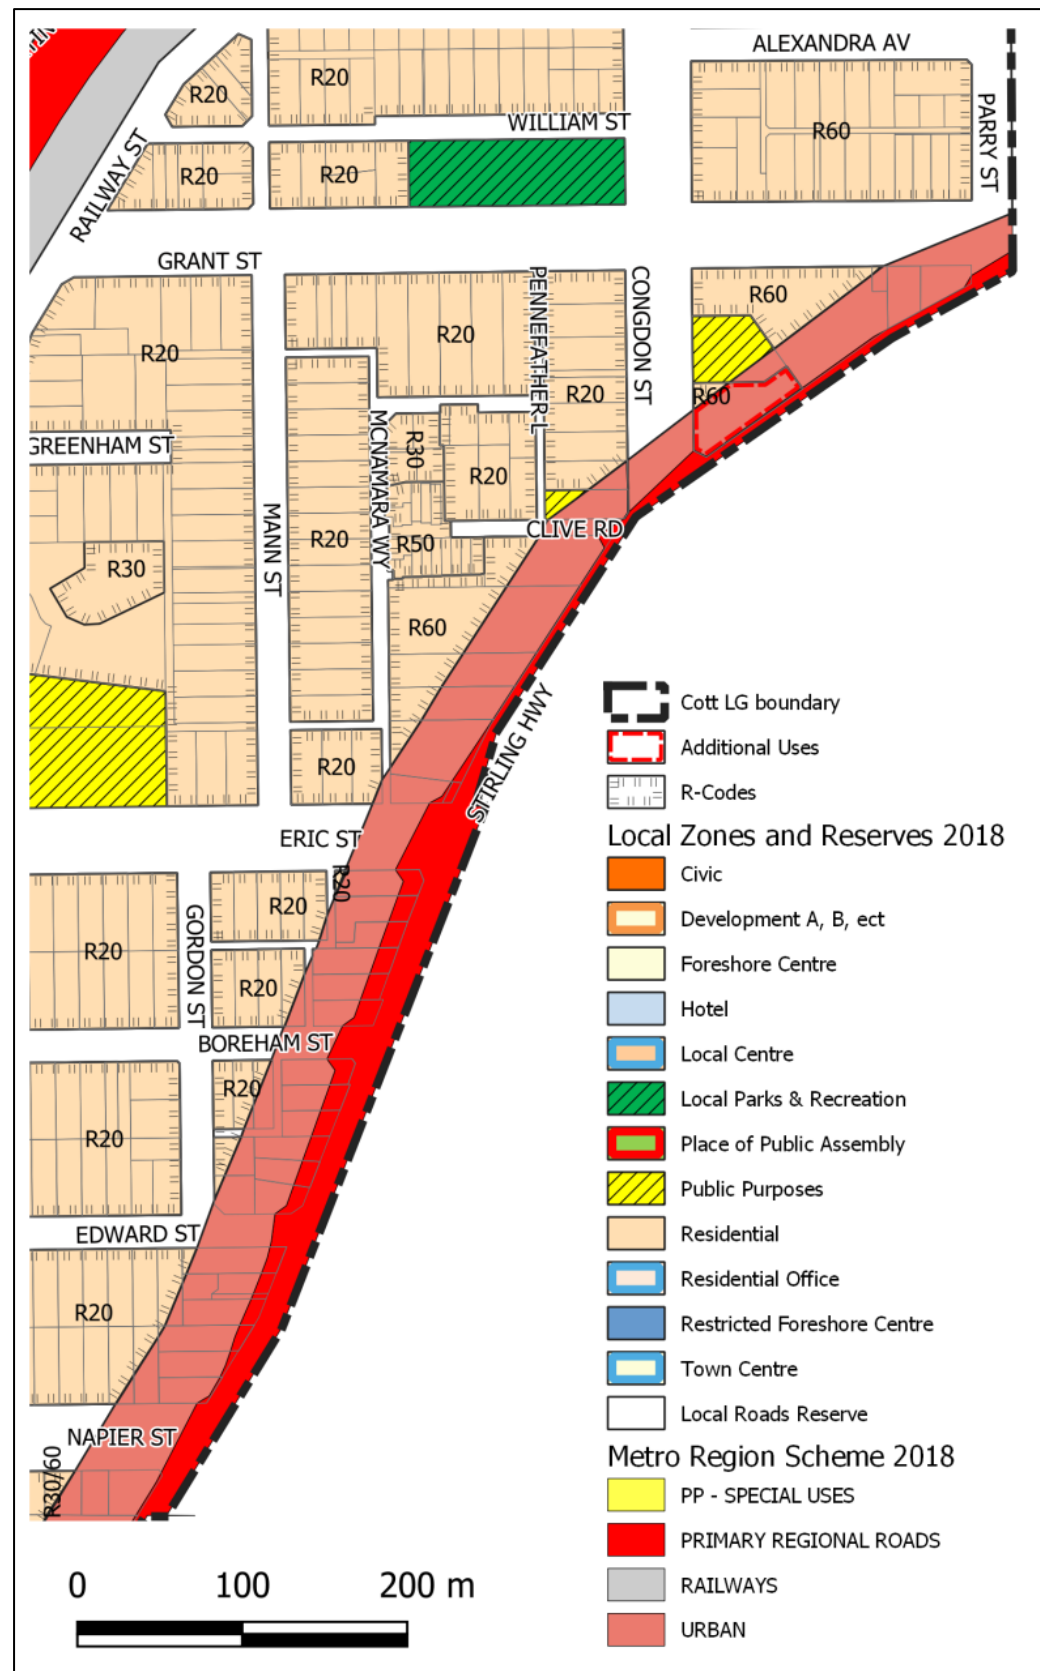 ALEXANDRA AV
R20
R20
WILLIAM ST
R60
PARRY ST
RAILWAY ST
R20
R20
GRANT ST
PENNEFATHER L
CONGDON ST
R60
R20
R20
R20
R60
GREENHAM ST
MCNAMARA WY
R30
R20
MANN ST
R20
R50
CLIVE RD
R30
R60
STIRLING HWY
R20
ERIC ST
R20
R20
GORDON ST
R20
R20
BOREHAM ST
R20
R20
EDWARD ST
R20
NAPIER ST
R30/60
Cott LG boundary
Additional Uses
R-Codes
Local Zones and Reserves 2018
Civic
Development A, B, ect
Foreshore Centre
Hotel
Local Centre
Local Parks & Recreation
Place of Public Assembly
Public Purposes
Residential
Residential Office
Restricted Foreshore Centre
Town Centre
Local Roads Reserve
Metro Region Scheme 2018
PP - SPECIAL USES
PRIMARY REGIONAL ROADS
RAILWAYS
URBAN
0 100 200 m